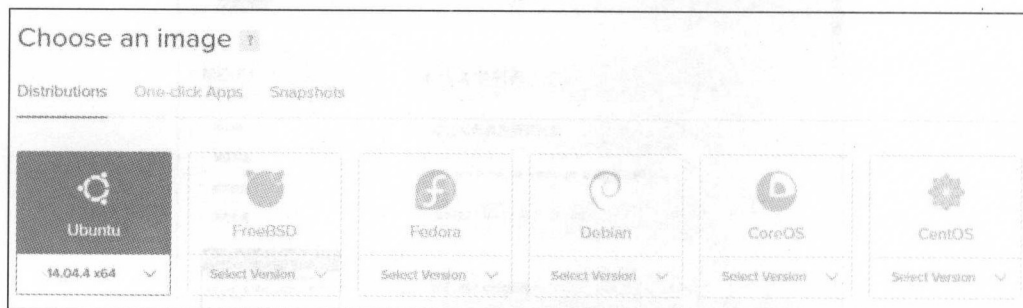 Choose an image ?
Distributions One-click Apps Snapshots
Ubuntu FreeBSD Fedora Debian CoreOS CentOS
14.04.4 x64 Select Version Select Version Select Version Select Version Select Version